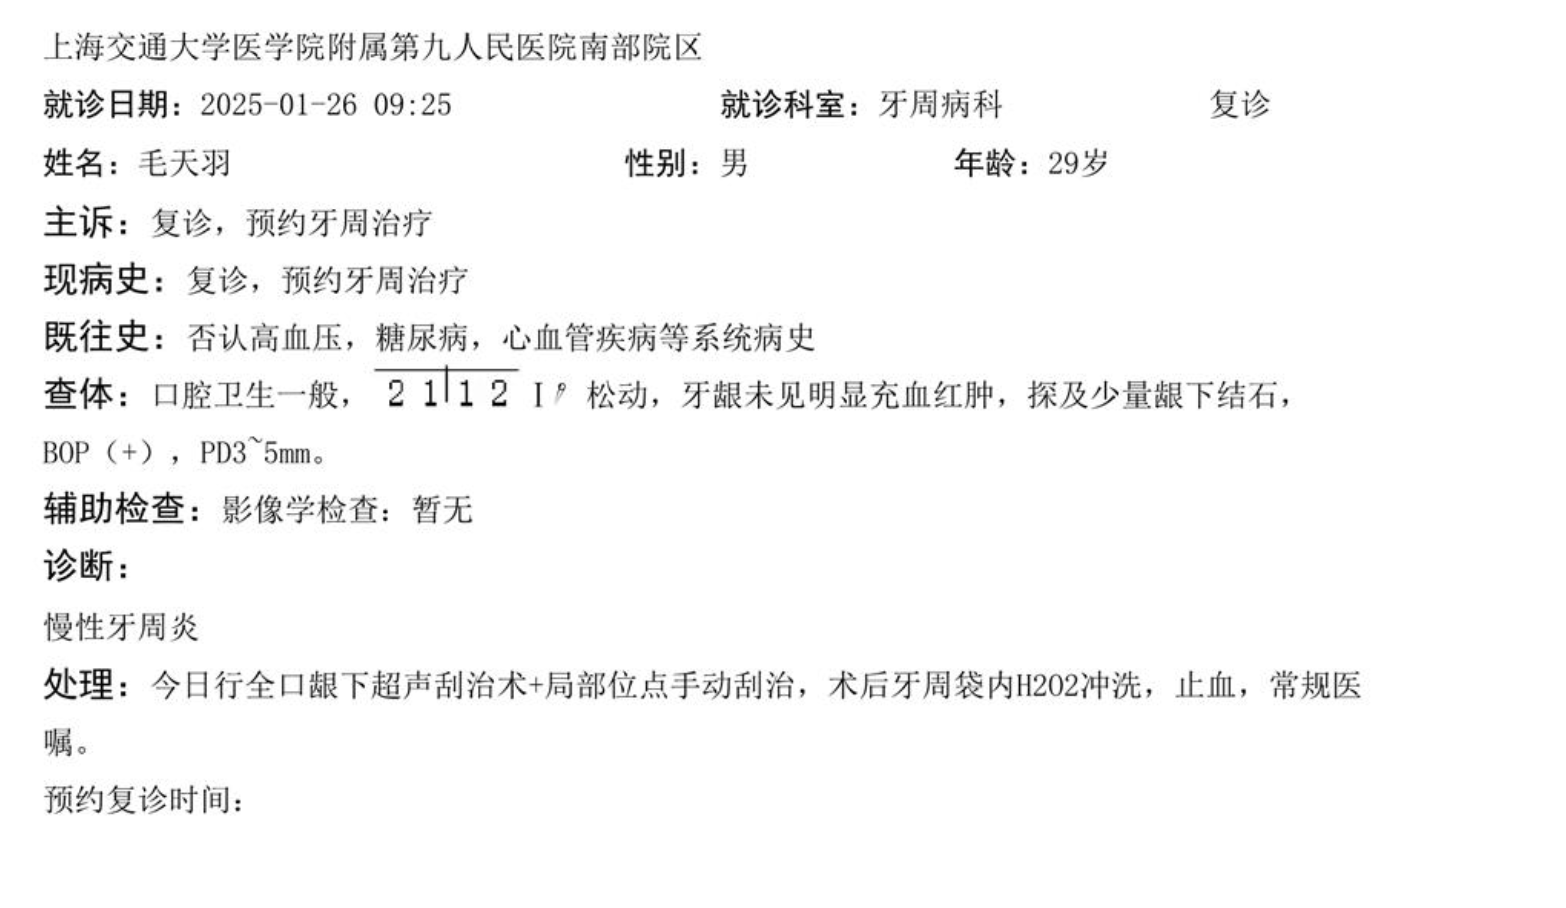 上海交通大学医学院附属第九人民医院南部院区
就诊日期：2025-01-26 09:25 就诊科室：牙周病科 复诊
姓名：毛天羽 性别：男 年龄：29岁
主诉：复诊，预约牙周治疗
现病史：复诊，预约牙周治疗
既往史：否认高血压，糖尿病，心血管疾病等系统病史
查体：口腔卫生一般， 2 1|1 2 I° 松动，牙龈未见明显充血红肿，探及少量龈下结石，
BOP（+），PD3~5mm。
辅助检查：影像学检查：暂无
诊断：
慢性牙周炎
处理：今日行全口龈下超声刮治术+局部位点手动刮治，术后牙周袋内H2O2冲洗，止血，常规医
嘱。
预约复诊时间：